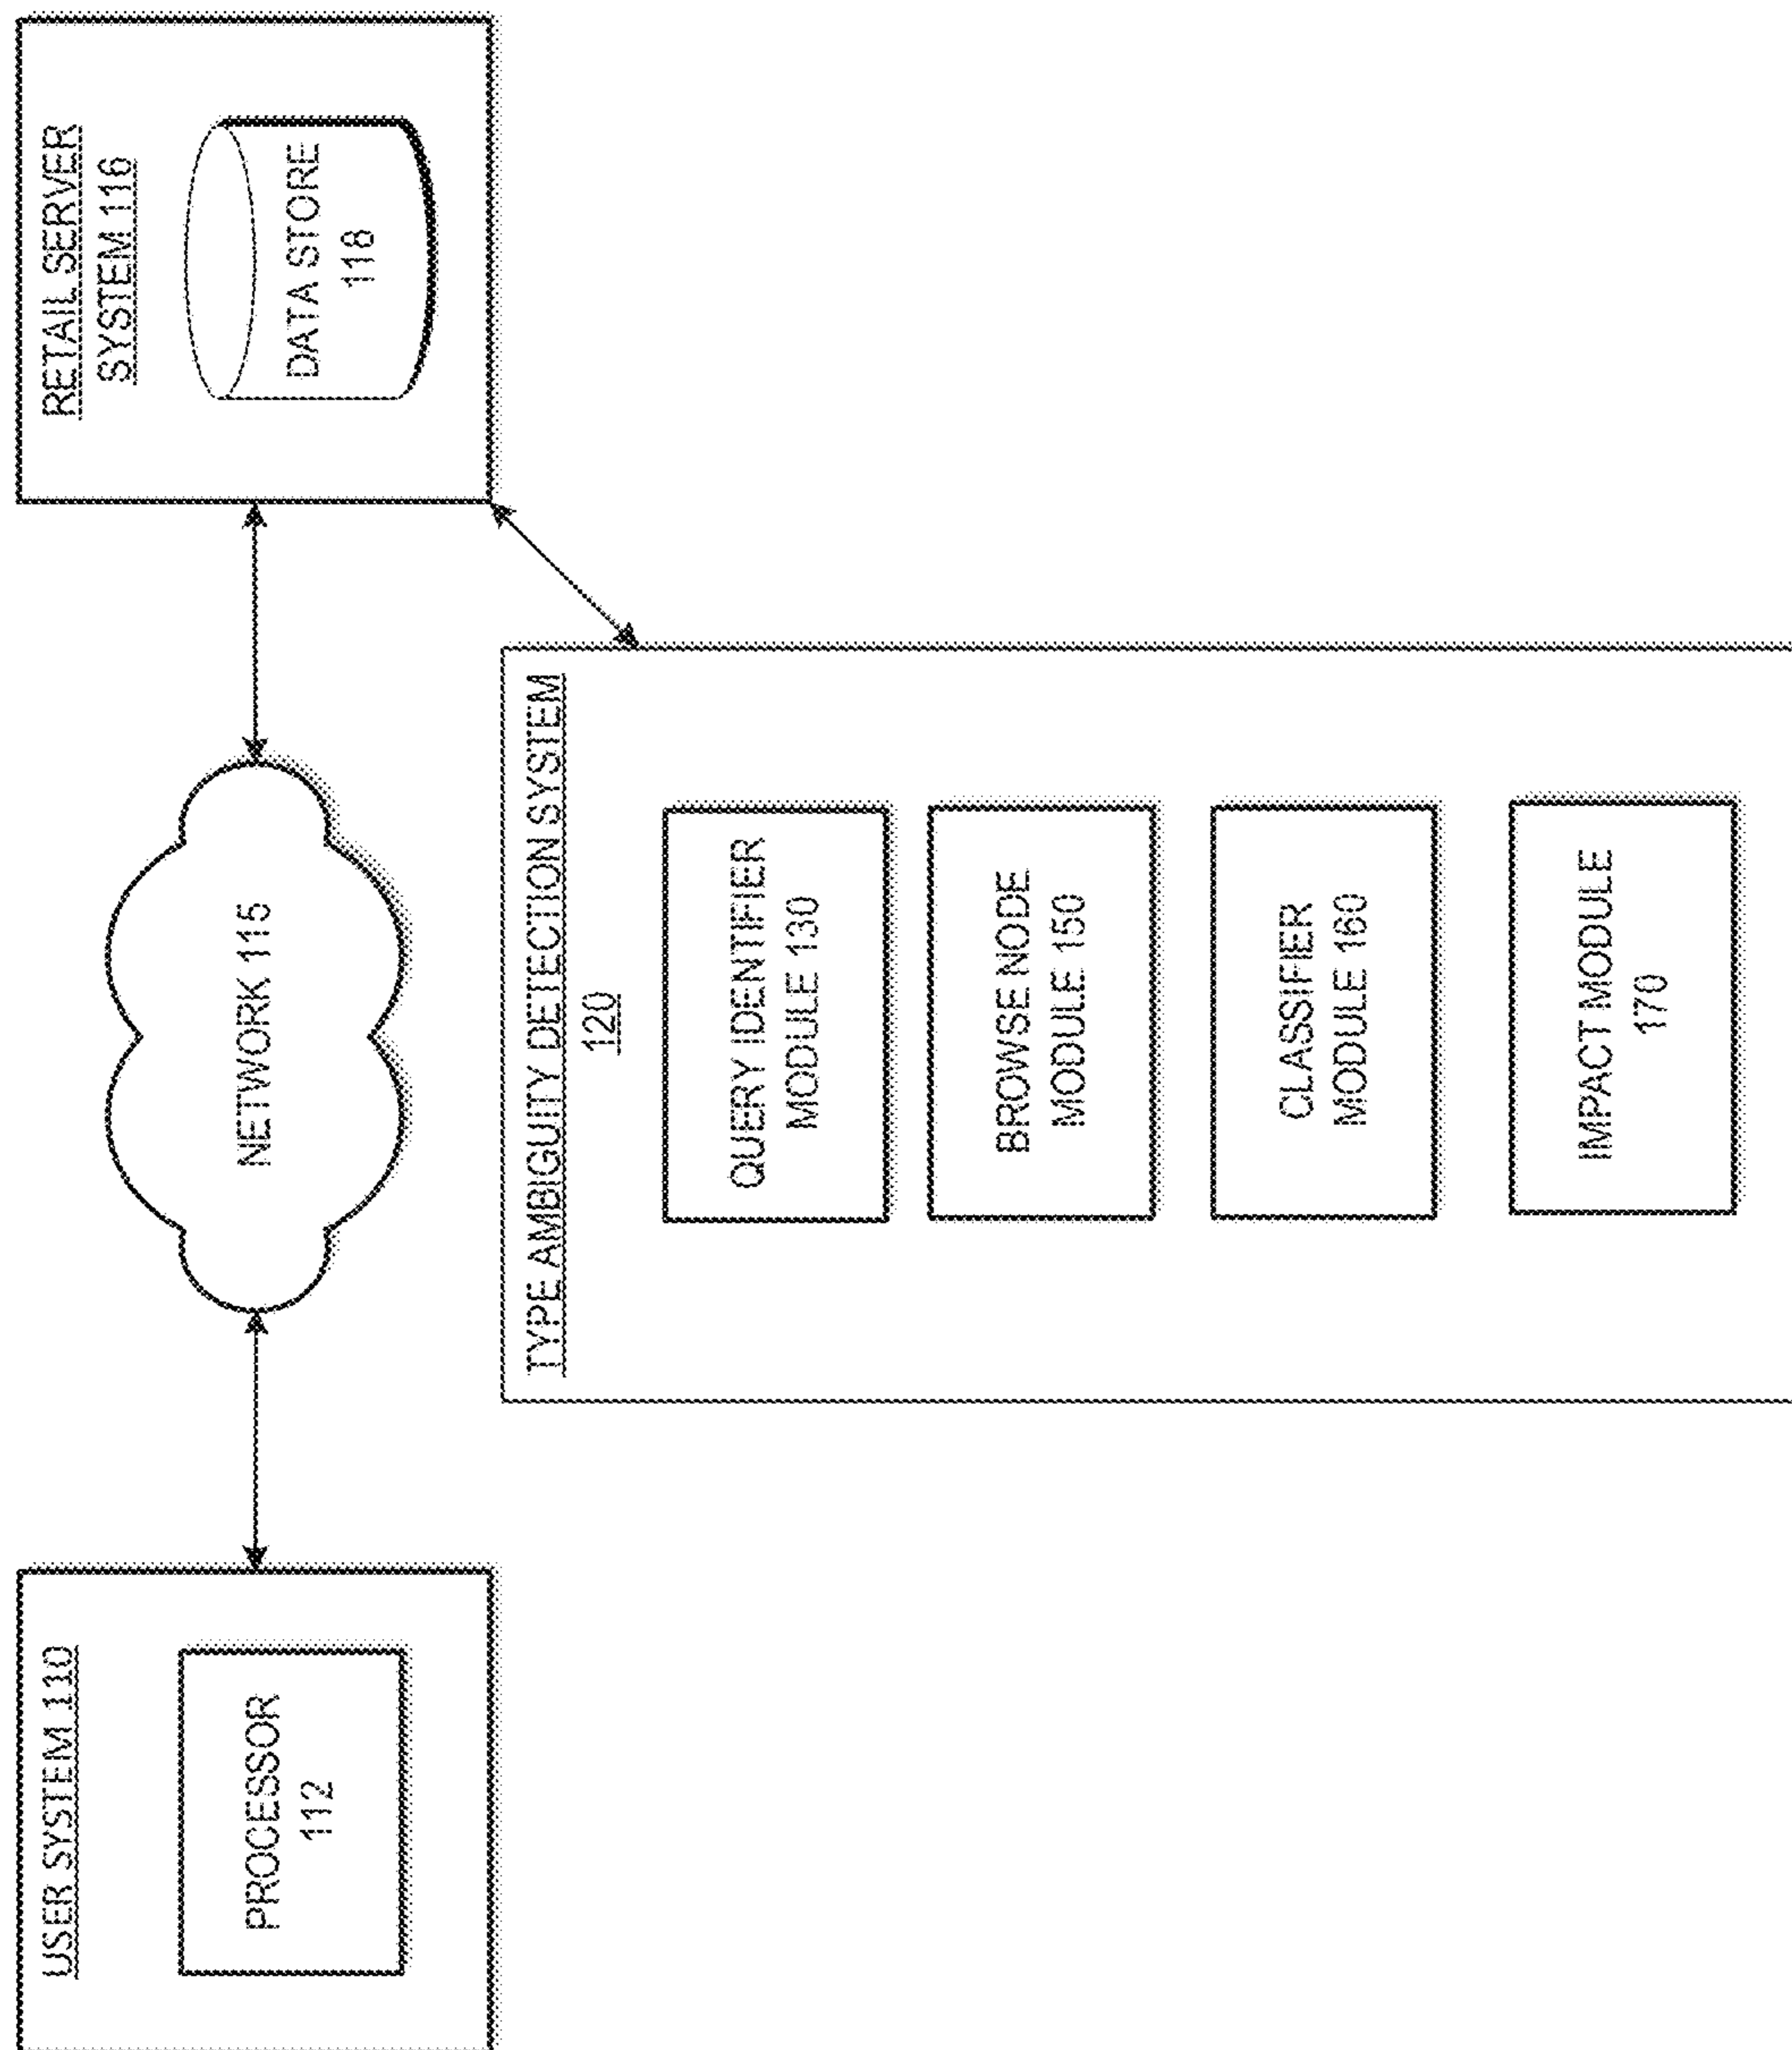 USER SYSTEM 110
PROCESSOR
112
NETWORK 115
RETAIL SERVER
SYSTEM 116
DATA STORE
118
TYPE AMBIGUITY DETECTION SYSTEM
120
QUERY IDENTIFIER
MODULE 130
BROWSE NODE
MODULE 150
CLASSIFIER
MODULE 160
IMPACT MODULE
170